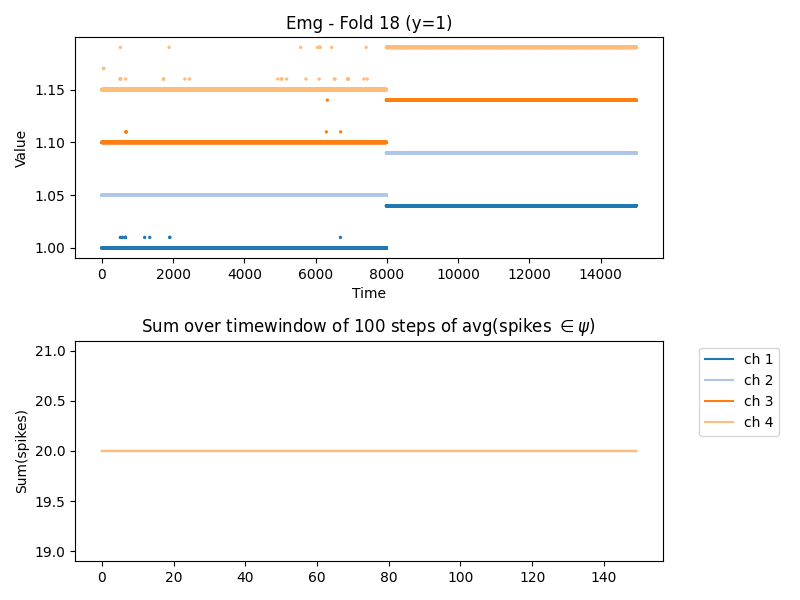 Emg - Fold 18 (y=1)
Value
1.15
1.10
1.05
1.00
0 2000 4000 6000 8000 10000 12000 14000
Time
Sum over timewindow of 100 steps of avg(spikes ∈ ψ)
Sum(spikes)
21.0
20.5
20.0
19.5
19.0
0 20 40 60 80 100 120 140
ch 1
ch 2
ch 3
ch 4